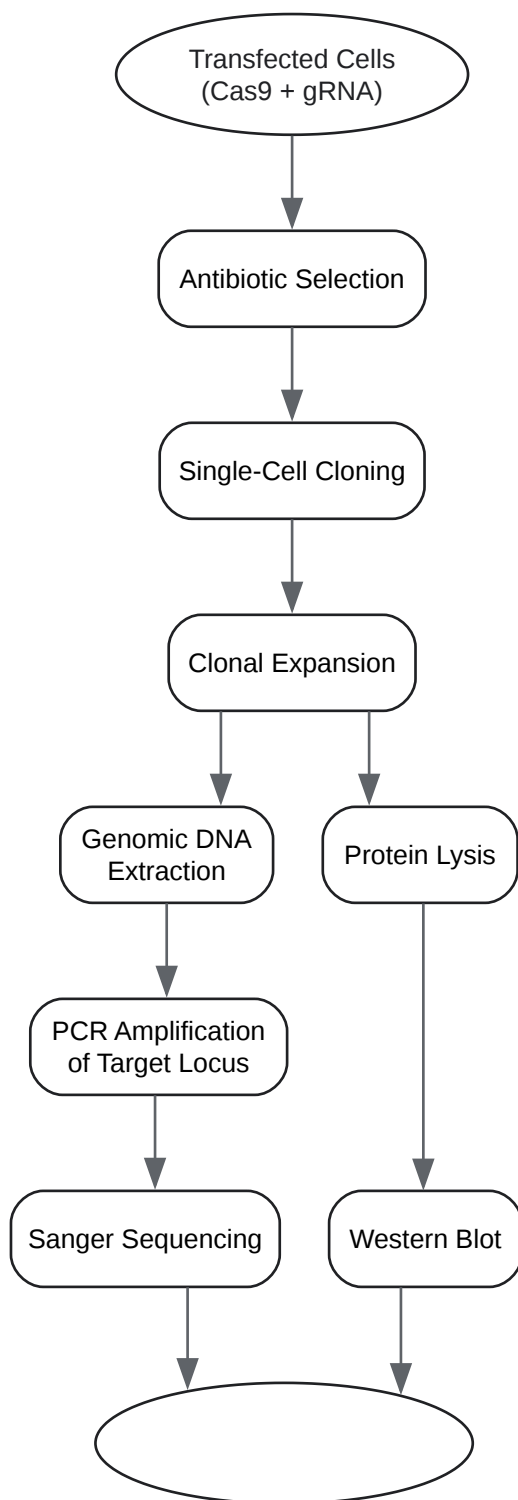 Transfected Cells
(Cas9 + gRNA)
Antibiotic Selection
Single-Cell Cloning
Clonal Expansion
Genomic DNA
Extraction
Protein Lysis
PCR Amplification
of Target Locus
Sanger Sequencing
Western Blot